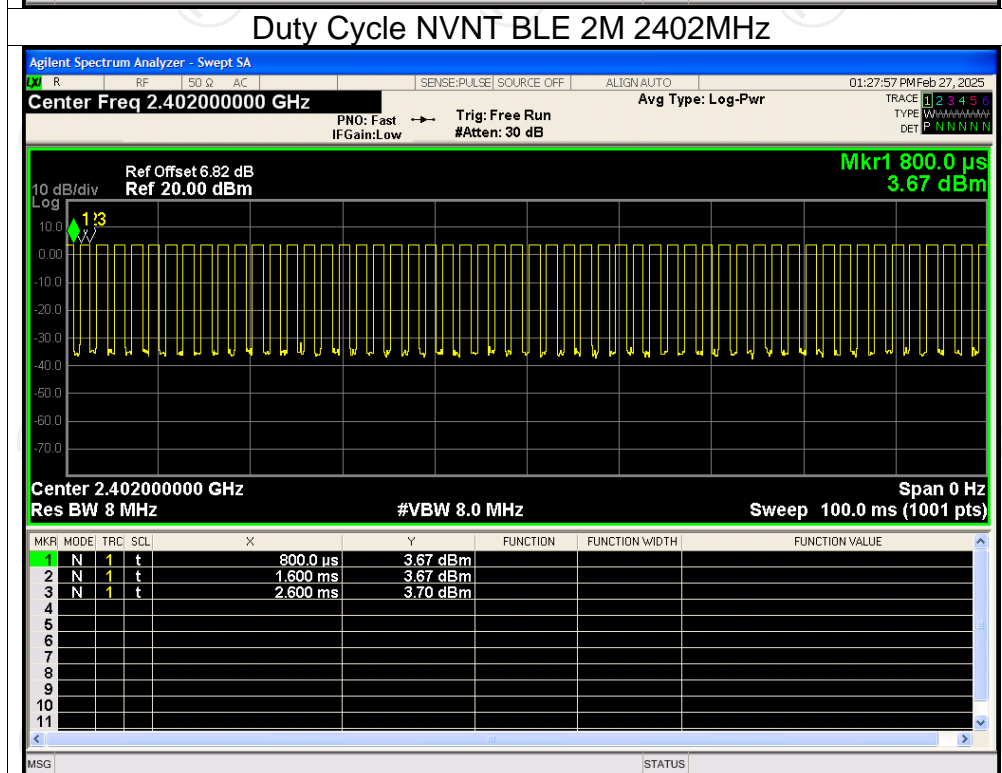 Duty Cycle NVNT BLE 2M 2402MHz
Agilent Spectrum Analyzer - Swept SA
LXI R RF 50 Ω AC SENSE:PULSE SOURCE OFF ALIGN AUTO 01:27:57 PM Feb 27, 2025
Center Freq 2.402000000 GHz Avg Type: Log-Pwr TRACE 1 2 3 4 5 6
PNO: Fast Trig: Free Run TYPE WWWWWW
IFGain:Low #Atten: 30 dB DET P N N N N N
Mkr1 800.0 µs
Ref Offset 6.82 dB
10 dB/div Ref 20.00 dBm 3.67 dBm
Log
1 2 3
10.0
0.00
-10.0
-20.0
-30.0
-40.0
-50.0
-60.0
-70.0
Center 2.402000000 GHz Span 0 Hz
Res BW 8 MHz #VBW 8.0 MHz Sweep 100.0 ms (1001 pts)
MKR MODE TRC SCL X Y FUNCTION FUNCTION WIDTH FUNCTION VALUE
1 N 1 t 800.0 µs 3.67 dBm
2 N 1 t 1.600 ms 3.67 dBm
3 N 1 t 2.600 ms 3.70 dBm
4
5
6
7
8
9
10
11
MSG STATUS